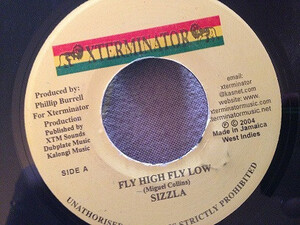 XTERMINATOR
Produced by:
Phillip Burrell
For Xterminator
Production
Published by
XTM Sounds
Dubplate Music
Kalongi Music
SIDE A
email:
xterminator
@kasnet.com
website: www.
xterminatormusic.
com
℗ © 2004
Made in Jamaica
West Indies
FLY HIGH FLY LOW
(Miguel Collins)
SIZZLA
UNAUTHORISED
IS STRICTLY PROHIBITED